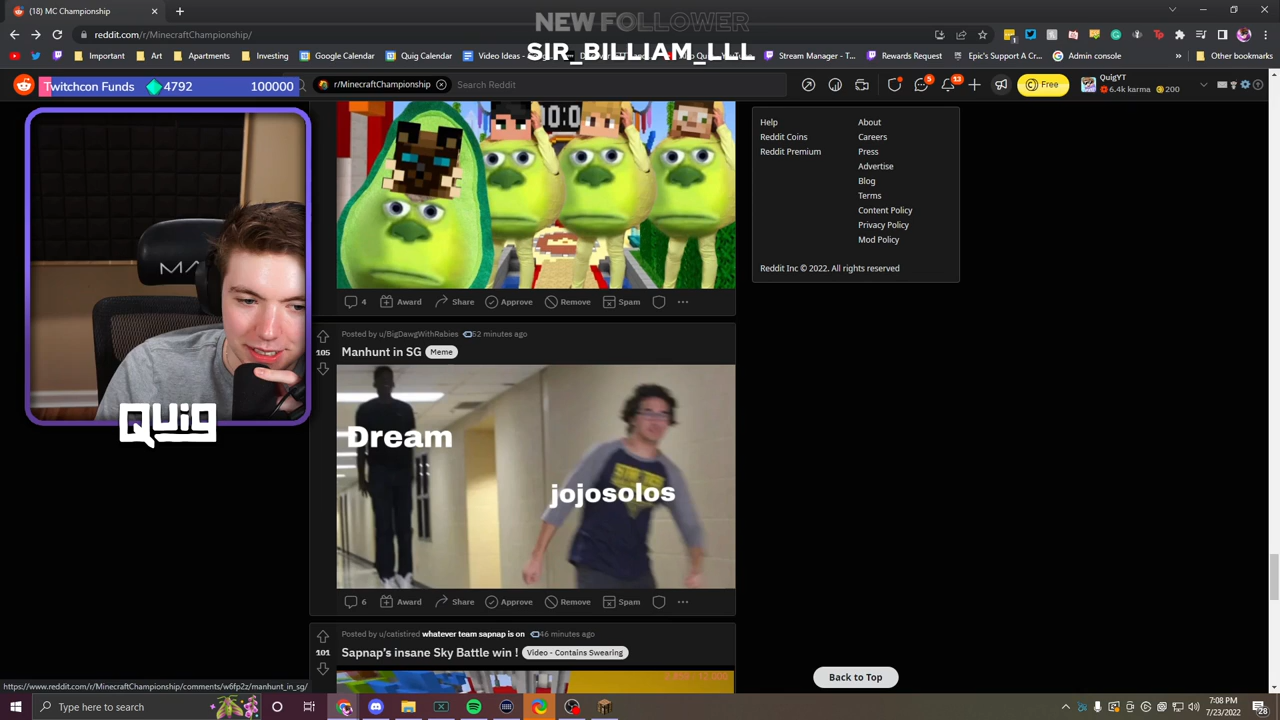 (18) MC Championship
NEW FOLLOWER
SIR_BILLIAM_LLL
reddit.com/r/MinecraftChampionship/
Important
Art
Apartments
Investing
Google Calendar
Quig Calendar
Video Ideas
Stream Manager
Rewards Request
Epic's Support A Cr...
Admin console
Other bookmarks
Twitchcon Funds 4792 100000
r/MinecraftChampionship
Search Reddit
5
13
Free
QuigYT
6.4k karma 200
Help
About
Reddit Coins
Careers
Reddit Premium
Press
Advertise
Blog
Terms
Content Policy
Privacy Policy
Mod Policy
Reddit Inc © 2022. All rights reserved
4 Award Share Approve Remove Spam
Posted by u/BigDawgWithRabies 52 minutes ago
105
Manhunt in SG Meme
Dream
jojosolos
Quig
6 Award Share Approve Remove Spam
Posted by u/catistired whatever team sapnap is on 46 minutes ago
101
Sapnap's insane Sky Battle win ! Video - Contains Swearing
Back to Top
https://www.reddit.com/r/MinecraftChampionship/comments/w6fp2z/manhunt_in_sg/
Type here to search
7:08 PM
7/23/2022